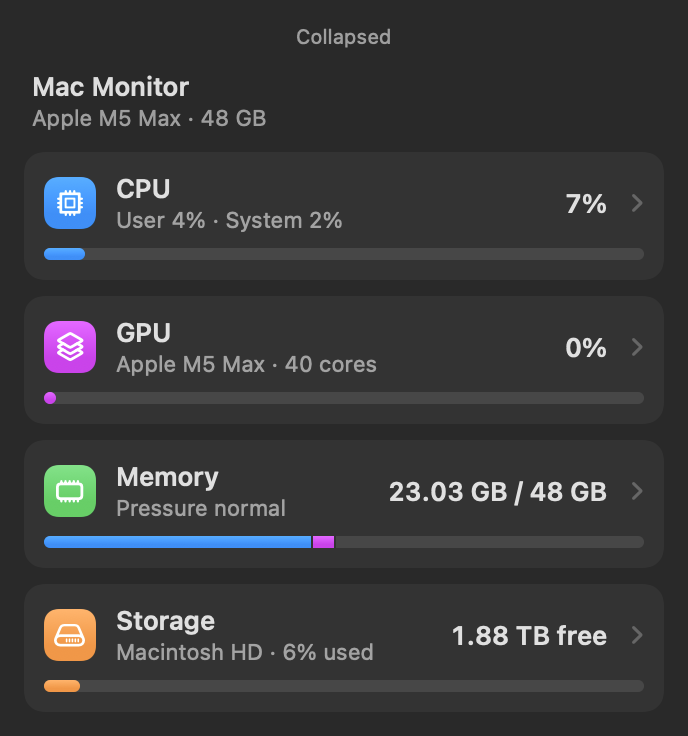 Collapsed
Mac Monitor
Apple M5 Max · 48 GB
CPU
User 4% · System 2%
7%
GPU
Apple M5 Max · 40 cores
0%
Memory
Pressure normal
23.03 GB / 48 GB
Storage
Macintosh HD · 6% used
1.88 TB free